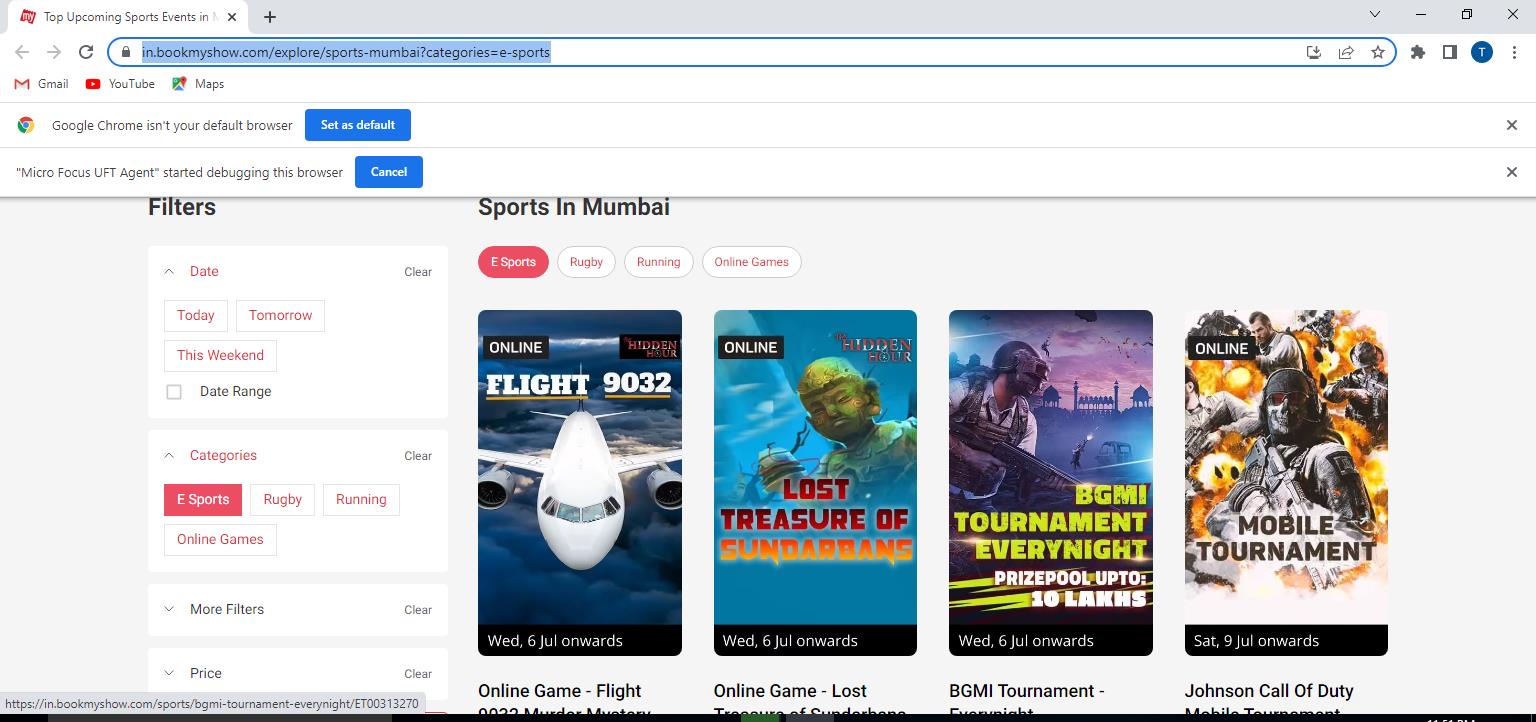 my Top Upcoming Sports Events in M
in.bookmyshow.com/explore/sports-mumbai?categories=e-sports
T
Gmail YouTube Maps
Google Chrome isn't your default browser Set as default
"Micro Focus UFT Agent" started debugging this browser Cancel
Filters
Date Clear
Today Tomorrow
This Weekend
Date Range
Categories Clear
E Sports Rugby Running
Online Games
More Filters Clear
Price Clear
Sports In Mumbai
E Sports Rugby Running Online Games
ONLINE
HIDDEN
HOUR
FLIGHT 9032
Wed, 6 Jul onwards
Online Game - Flight
9032 Murder Mystery
ONLINE
HIDDEN
HOUR
LOST
TREASURE OF
SUNDARBANS
Wed, 6 Jul onwards
Online Game - Lost
Treasure of Sundarbans
BGMI
TOURNAMENT
EVERYNIGHT
PRIZEPOOL UPTO:
10 LAKHS
Wed, 6 Jul onwards
BGMI Tournament -
Everynight
ONLINE
MOBILE
TOURNAMENT
Sat, 9 Jul onwards
Johnson Call Of Duty
Mobile Tournament
https://in.bookmyshow.com/sports/bgmi-tournament-everynight/ET00313270